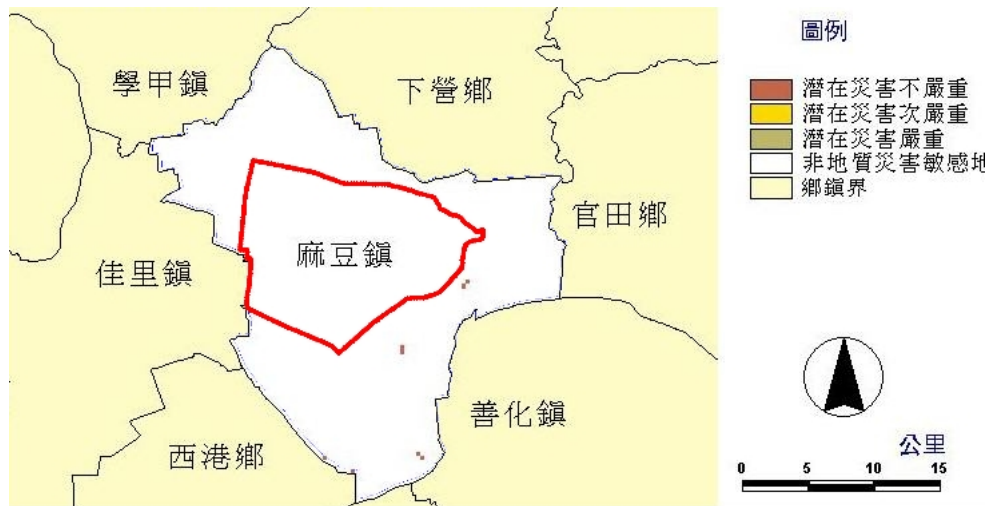 學甲鎮
下營鄉
官田鄉
麻豆鎮
佳里鎮
善化鎮
西港鄉
圖例
潛在災害不嚴重
潛在災害次嚴重
潛在災害嚴重
非地質災害敏感地
鄉鎮界
公里
0 5 10 15